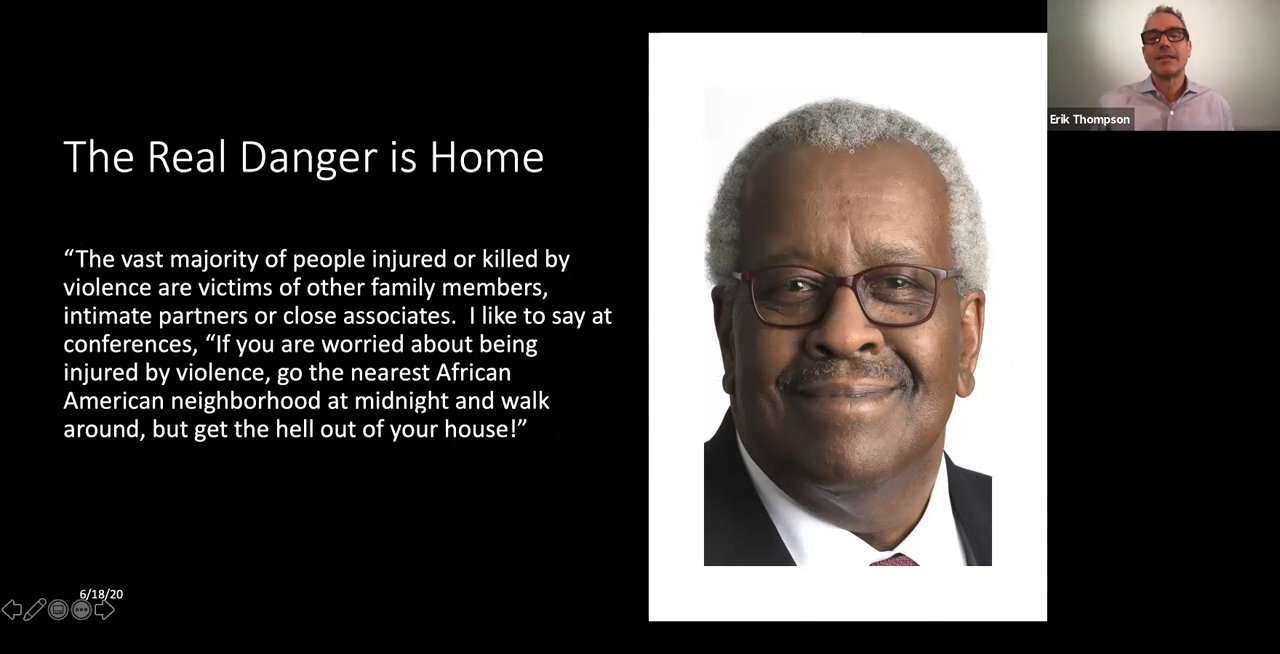 The Real Danger is Home
“The vast majority of people injured or killed by
violence are victims of other family members,
intimate partners or close associates.  I like to say at
conferences, “If you are worried about being
injured by violence, go the nearest African
American neighborhood at midnight and walk
around, but get the hell out of your house!”
6/18/20
Erik Thompson